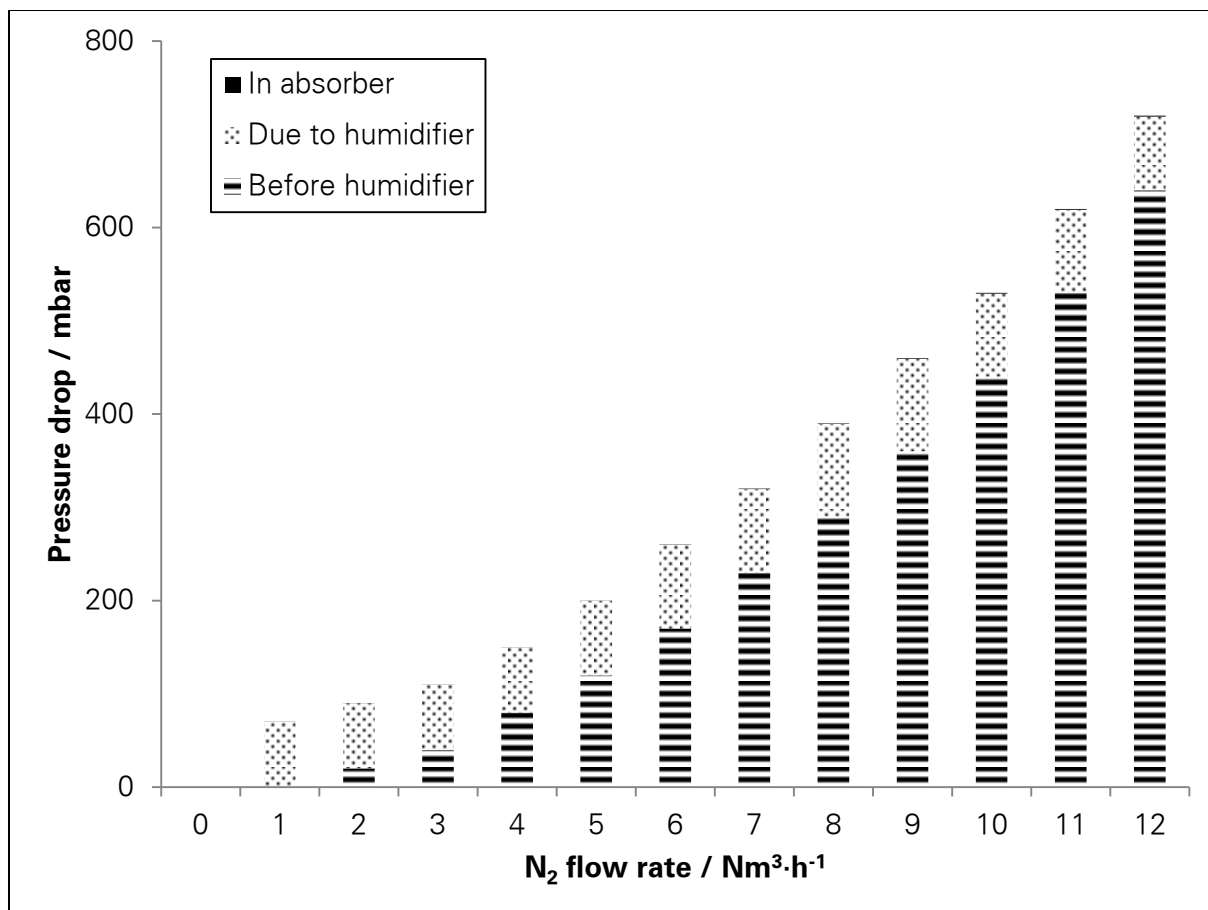 800
In absorber
Due to humidifier
Before humidifier
600
400
200
0
Pressure drop / mbar
0 1 2 3 4 5 6 7 8 9 10 11 12
N₂ flow rate / Nm³·h⁻¹